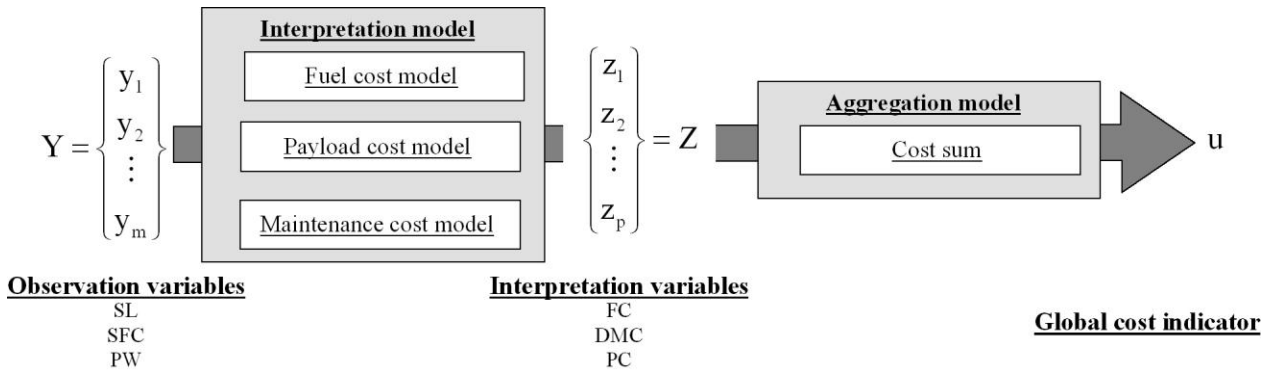 Interpretation model
Fuel cost model
Payload cost model
Maintenance cost model
Y =
y1
y2
⋮
ym
z1
z2
⋮
zp
= Z
Aggregation model
Cost sum
u
Observation variables
SL
SFC
PW
Interpretation variables
FC
DMC
PC
Global cost indicator